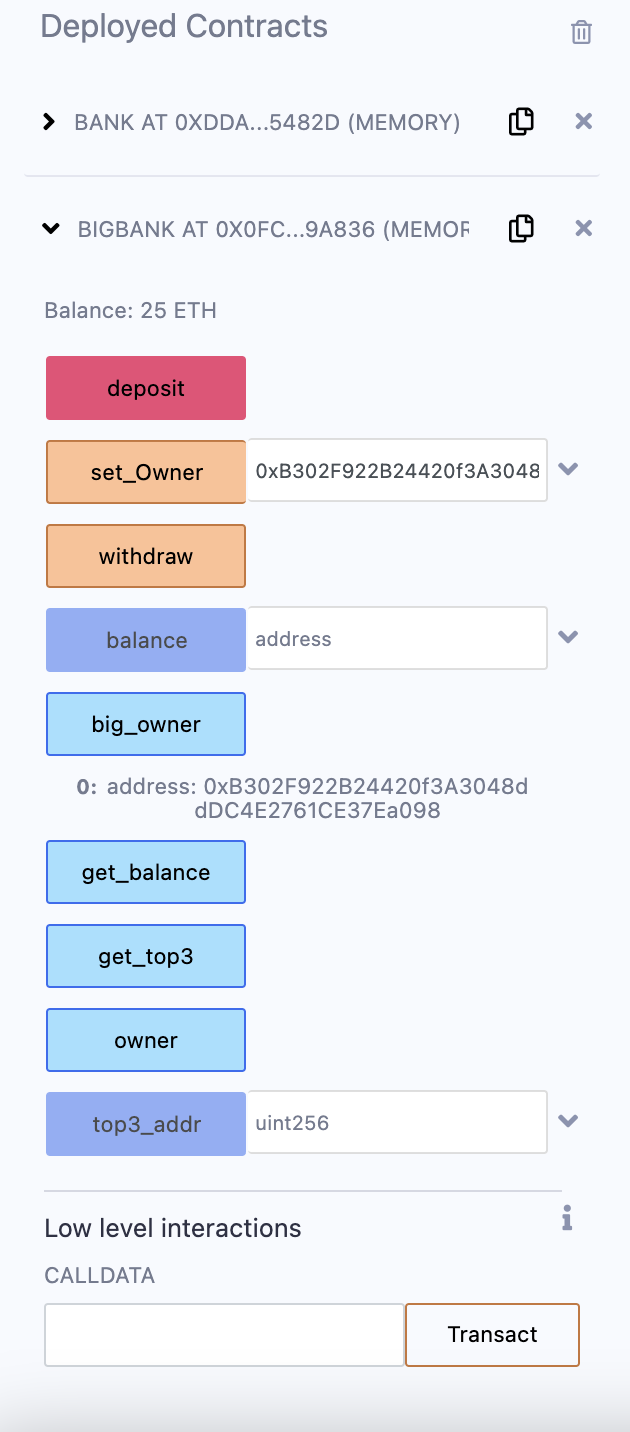 Deployed Contracts
BANK AT 0XDDA...5482D (MEMORY)
BIGBANK AT 0X0FC...9A836 (MEMOR
Balance: 25 ETH
deposit
set_Owner 0xB302F922B24420f3A3048
withdraw
balance address
big_owner
0: address: 0xB302F922B24420f3A3048d
dDC4E2761CE37Ea098
get_balance
get_top3
owner
top3_addr uint256
Low level interactions
CALLDATA
Transact